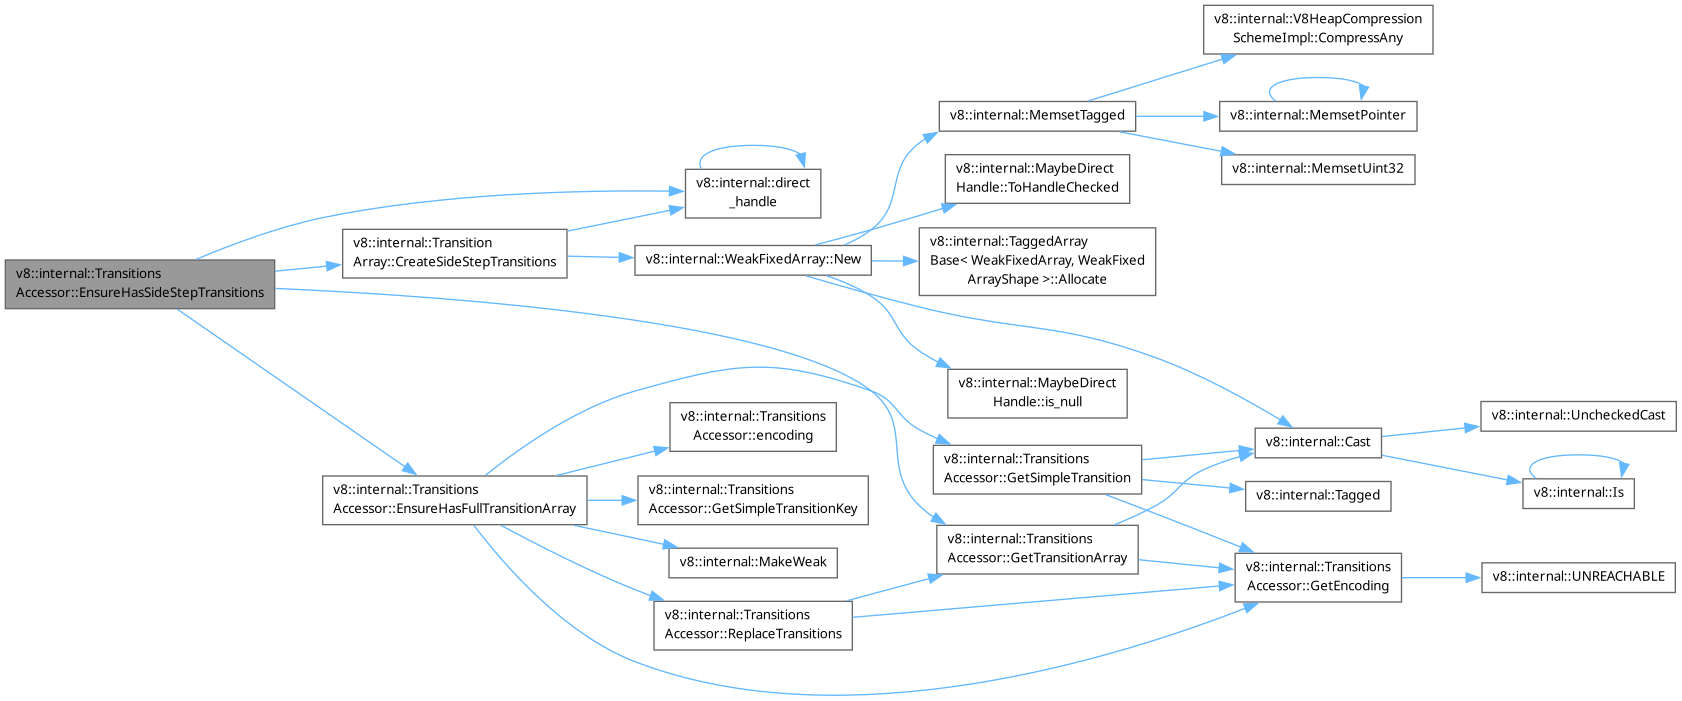 v8::internal::Transitions
Accessor::EnsureHasSideStepTransitions
v8::internal::direct
_handle
v8::internal::Transition
Array::CreateSideStepTransitions
v8::internal::WeakFixedArray::New
v8::internal::MemsetTagged
v8::internal::V8HeapCompression
SchemeImpl::CompressAny
v8::internal::MemsetPointer
v8::internal::MemsetUint32
v8::internal::MaybeDirect
Handle::ToHandleChecked
v8::internal::TaggedArray
Base< WeakFixedArray, WeakFixed
ArrayShape >::Allocate
v8::internal::MaybeDirect
Handle::is_null
v8::internal::Cast
v8::internal::UncheckedCast
v8::internal::Is
v8::internal::Transitions
Accessor::EnsureHasFullTransitionArray
v8::internal::Transitions
Accessor::encoding
v8::internal::Transitions
Accessor::GetSimpleTransitionKey
v8::internal::MakeWeak
v8::internal::Transitions
Accessor::ReplaceTransitions
v8::internal::Transitions
Accessor::GetSimpleTransition
v8::internal::Tagged
v8::internal::Transitions
Accessor::GetTransitionArray
v8::internal::Transitions
Accessor::GetEncoding
v8::internal::UNREACHABLE